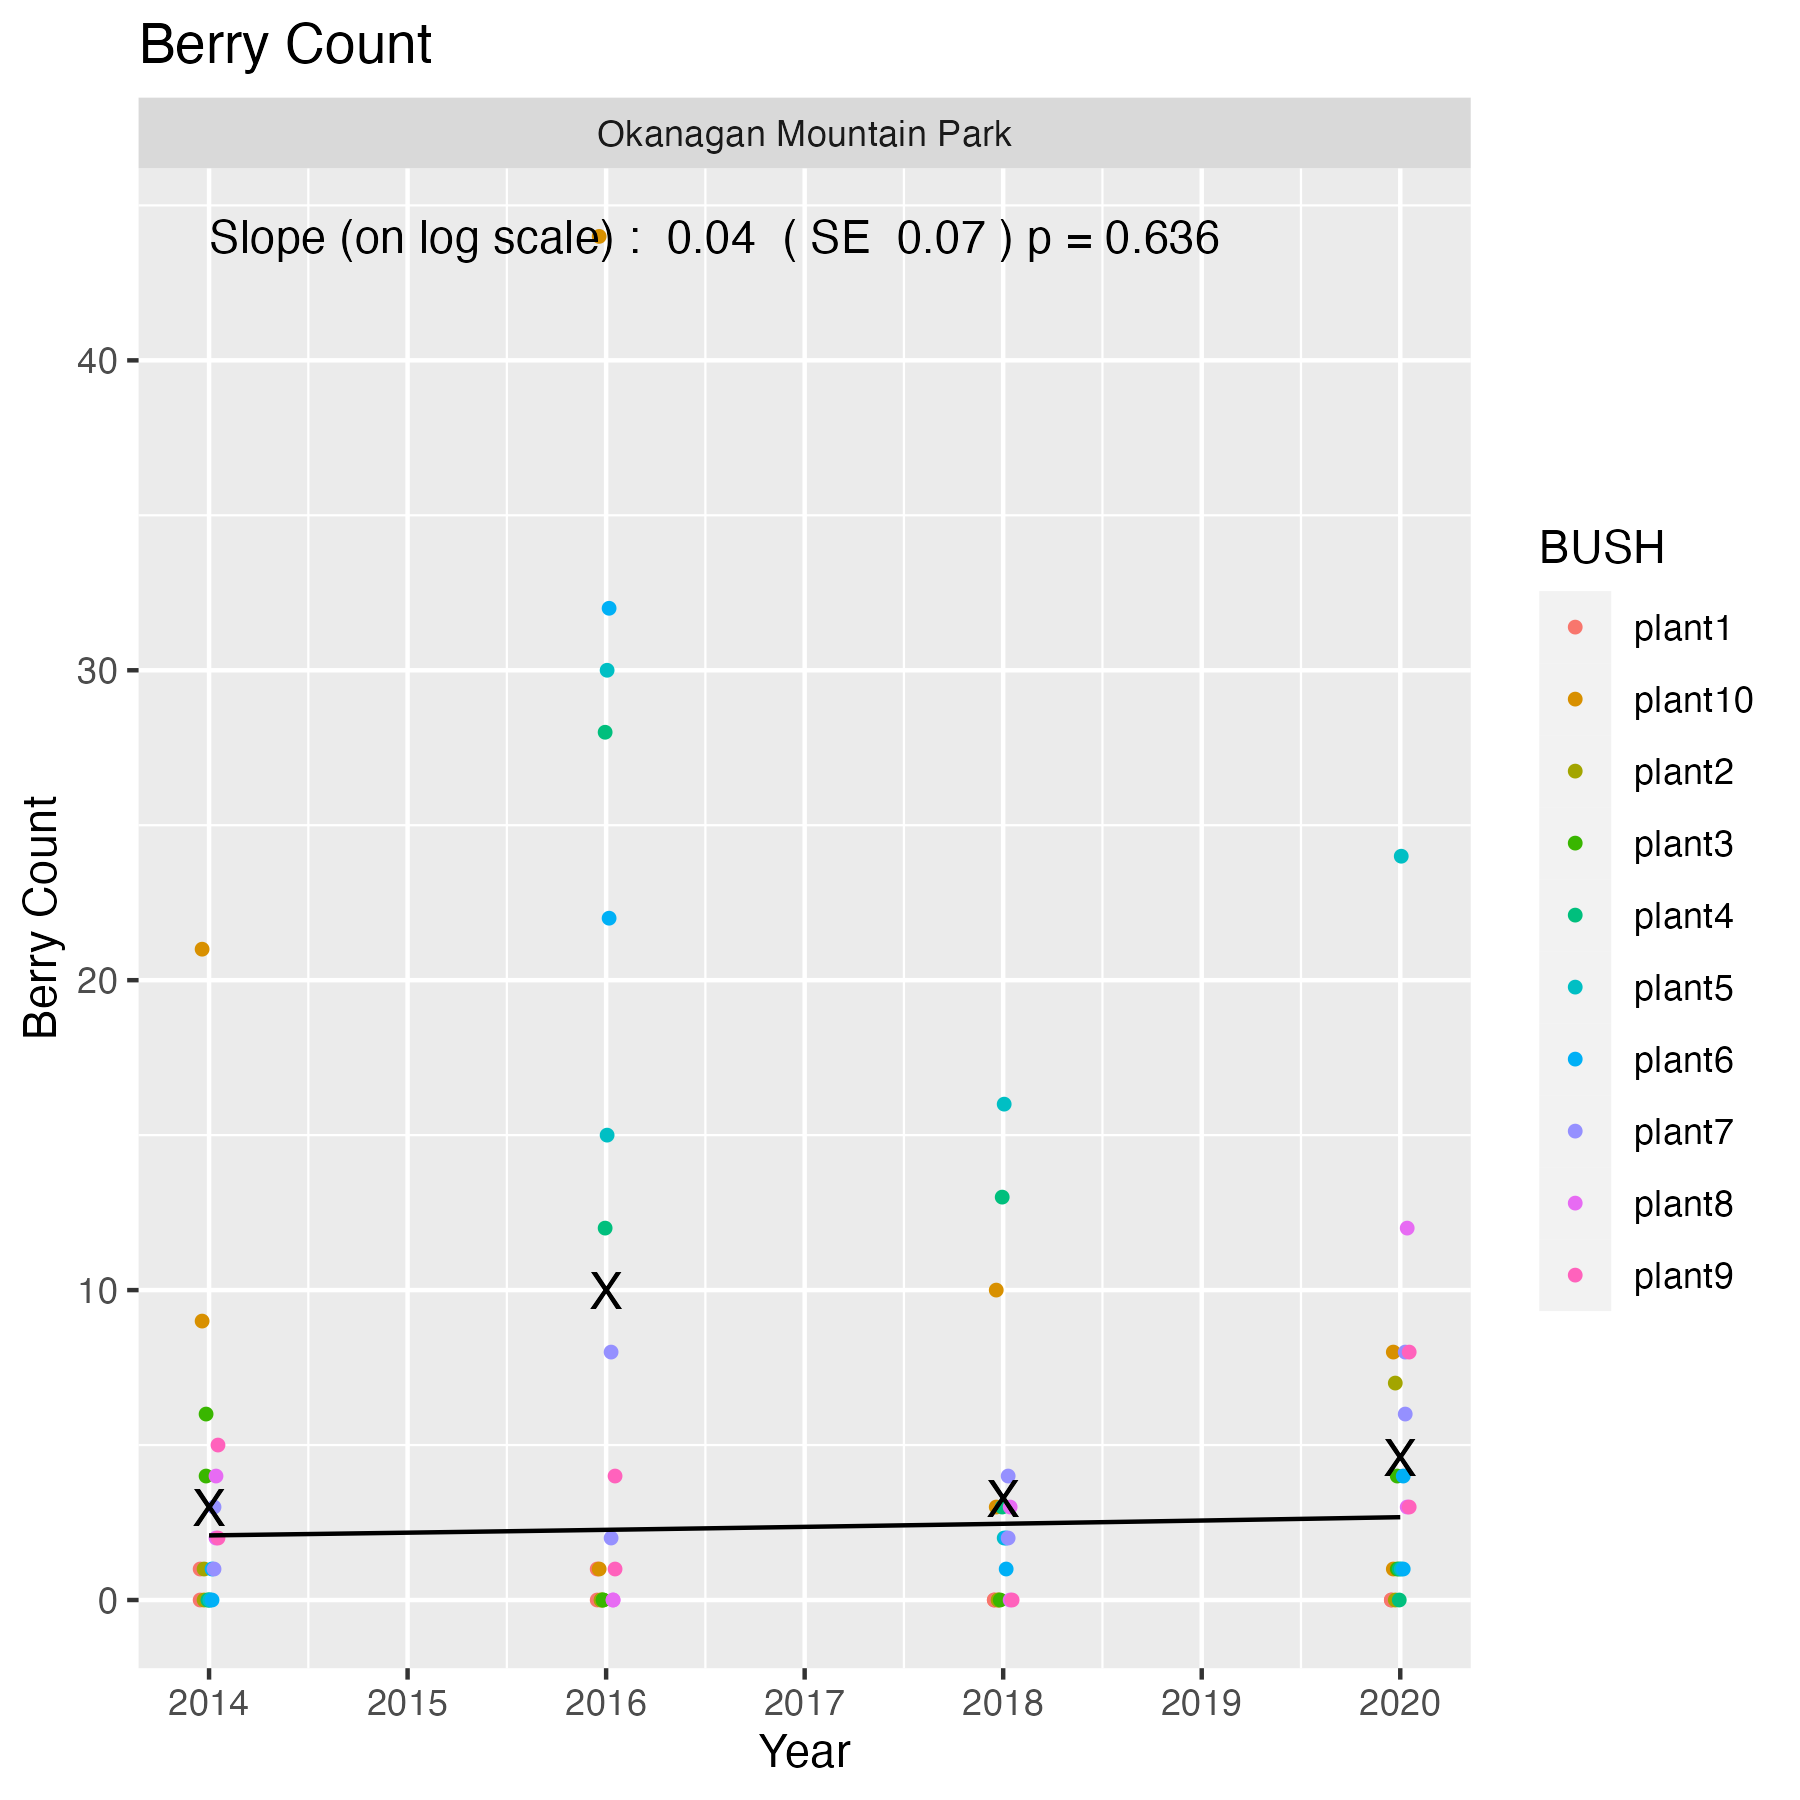 Berry Count
Okanagan Mountain Park
Slope (on log scale) : 0.04 ( SE 0.07 ) p = 0.636
40
30
20
10
0
Berry Count
2014 2015 2016 2017 2018 2019 2020
Year
BUSH
plant1
plant10
plant2
plant3
plant4
plant5
plant6
plant7
plant8
plant9